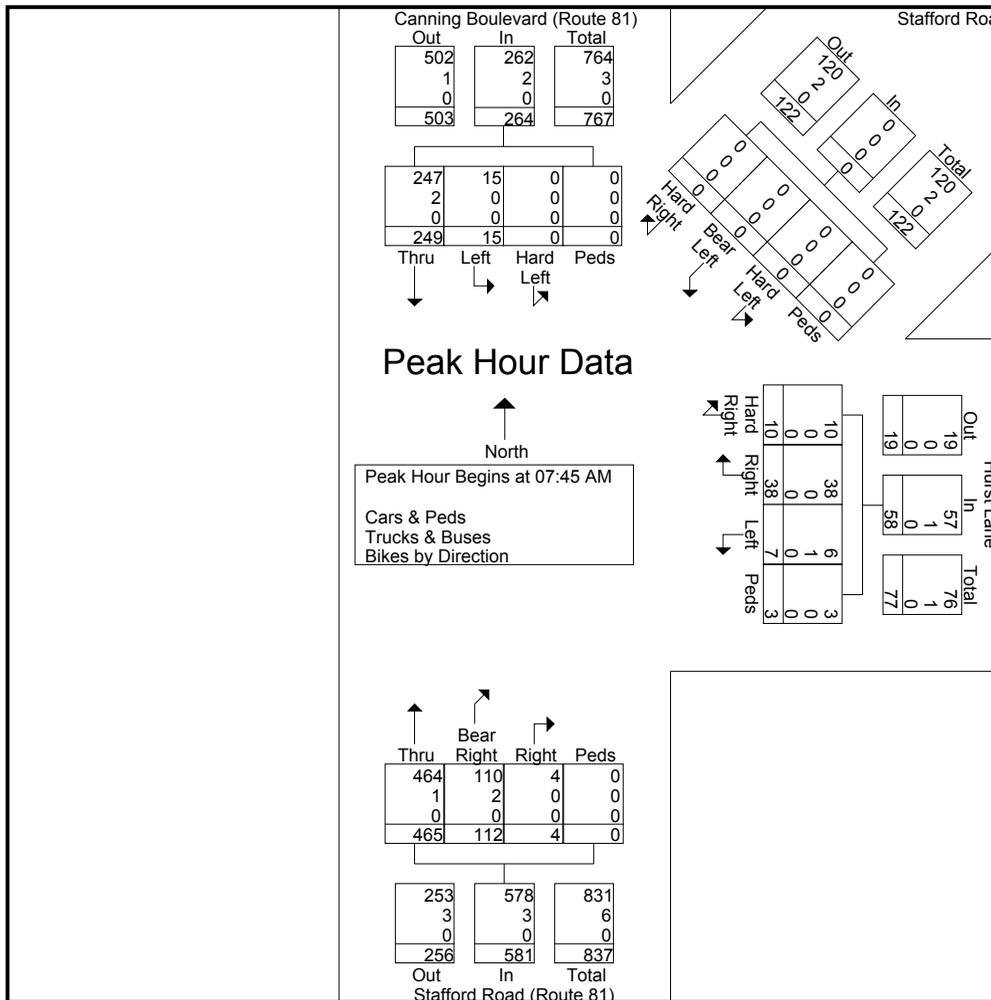 Canning Boulevard (Route 81)
Out In Total
502 262 764
1 2 3
0 0 0
503 264 767
247 15 0 0
2 0 0 0
0 0 0 0
249 15 0 0
Thru Left Hard Left Peds
Stafford
Out
120
2
0
122
In
0
0
0
0
Total
120
2
0
122
0
0
0
0
Hard
Right
0
0
0
0
Bear
Left
0
0
0
0
Hard
Left
0
0
0
0
Peds
Peak Hour Data
North
Peak Hour Begins at 07:45 AM
Cars & Peds
Trucks & Buses
Bikes by Direction
Hard
Right
10
0
0
10
Right
38
0
0
38
Left
6
1
0
7
Peds
3
0
0
3
Out
19
0
0
19
In
57
1
0
58
Total
76
1
0
77
Hurst Lane
Bear
Thru Right Right Peds
464 110 4 0
1 2 0 0
0 0 0 0
465 112 4 0
253 578 831
3 3 6
0 0 0
256 581 837
Out In Total
Stafford Road (Route 81)